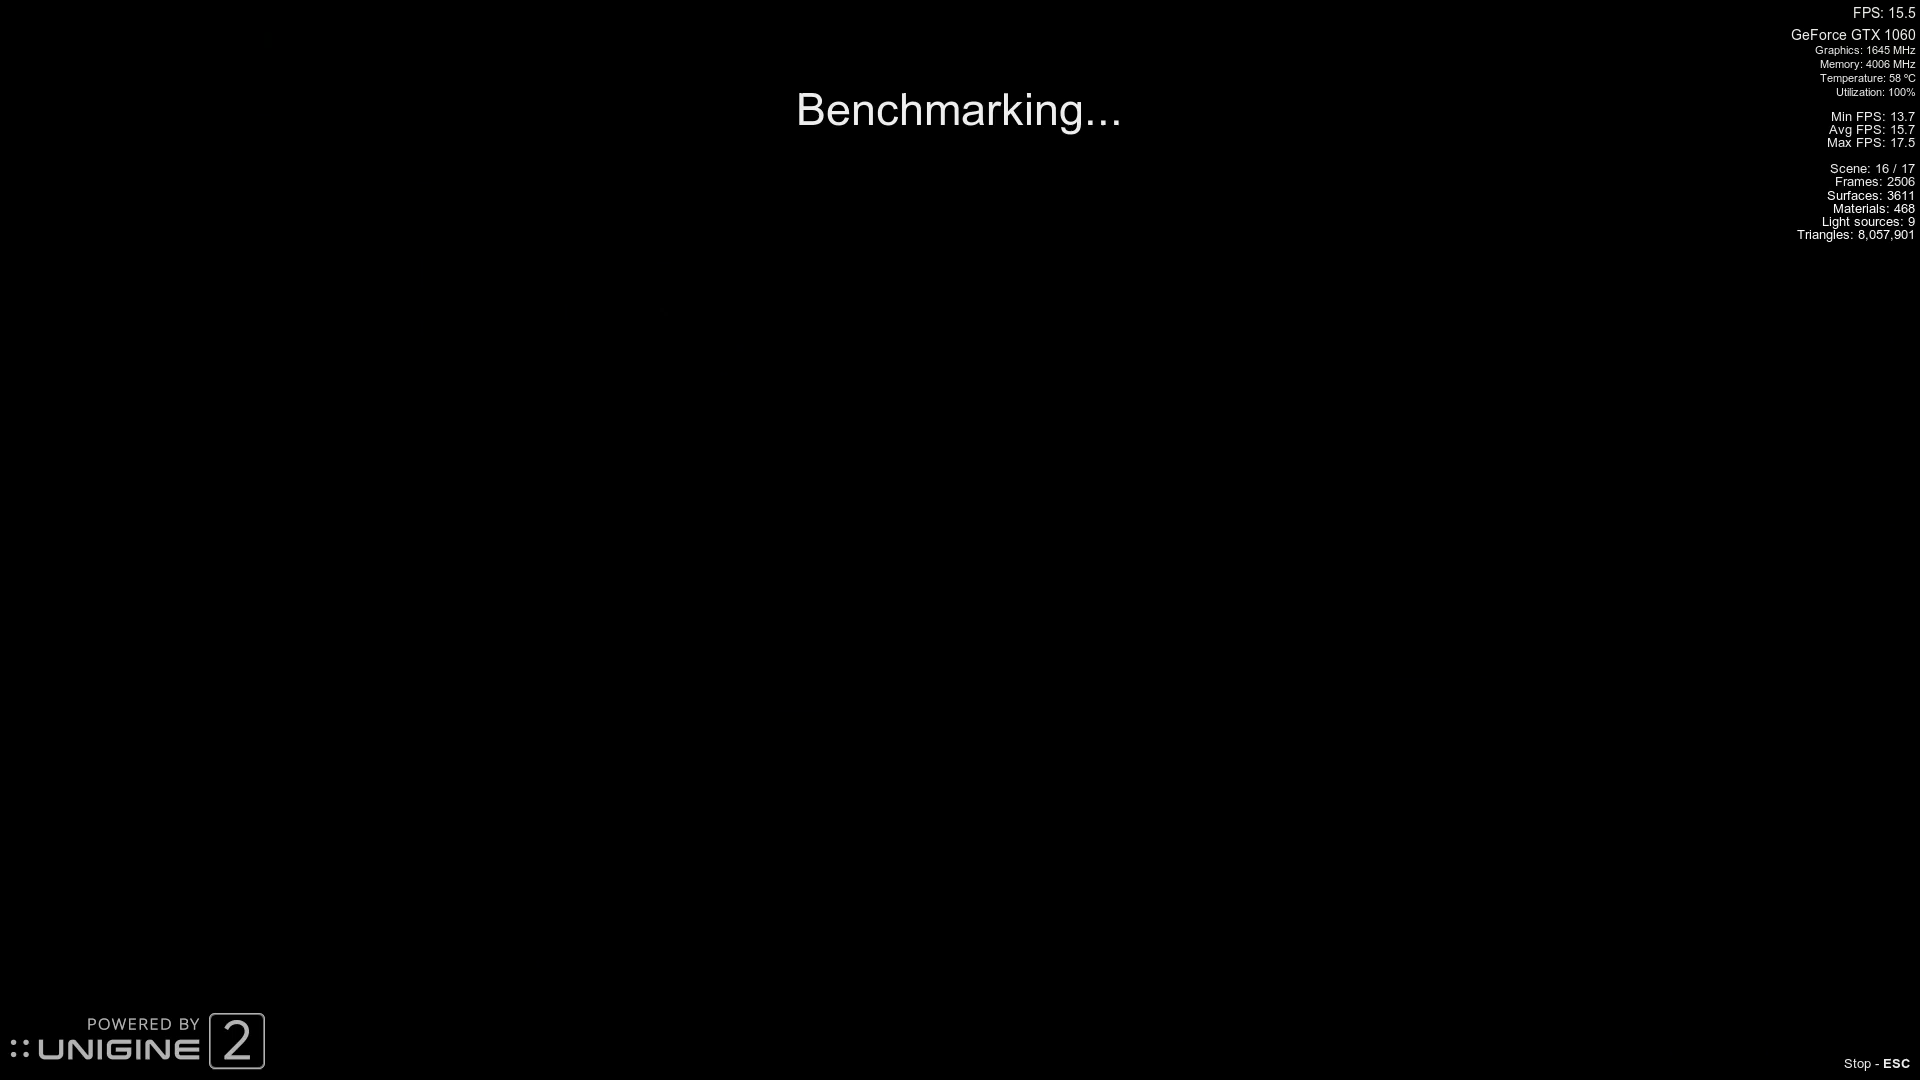 FPS: 15.5
GeForce GTX 1060
Graphics: 1645 MHz
Memory: 4006 MHz
Temperature: 58 ºC
Utilization: 100%
Benchmarking...
Min FPS: 13.7
Avg FPS: 15.7
Max FPS: 17.5
Scene: 16 / 17
Frames: 2506
Surfaces: 3611
Materials: 468
Light sources: 9
Triangles: 8,057,901
POWERED BY
UNIGINE 2
Stop - ESC